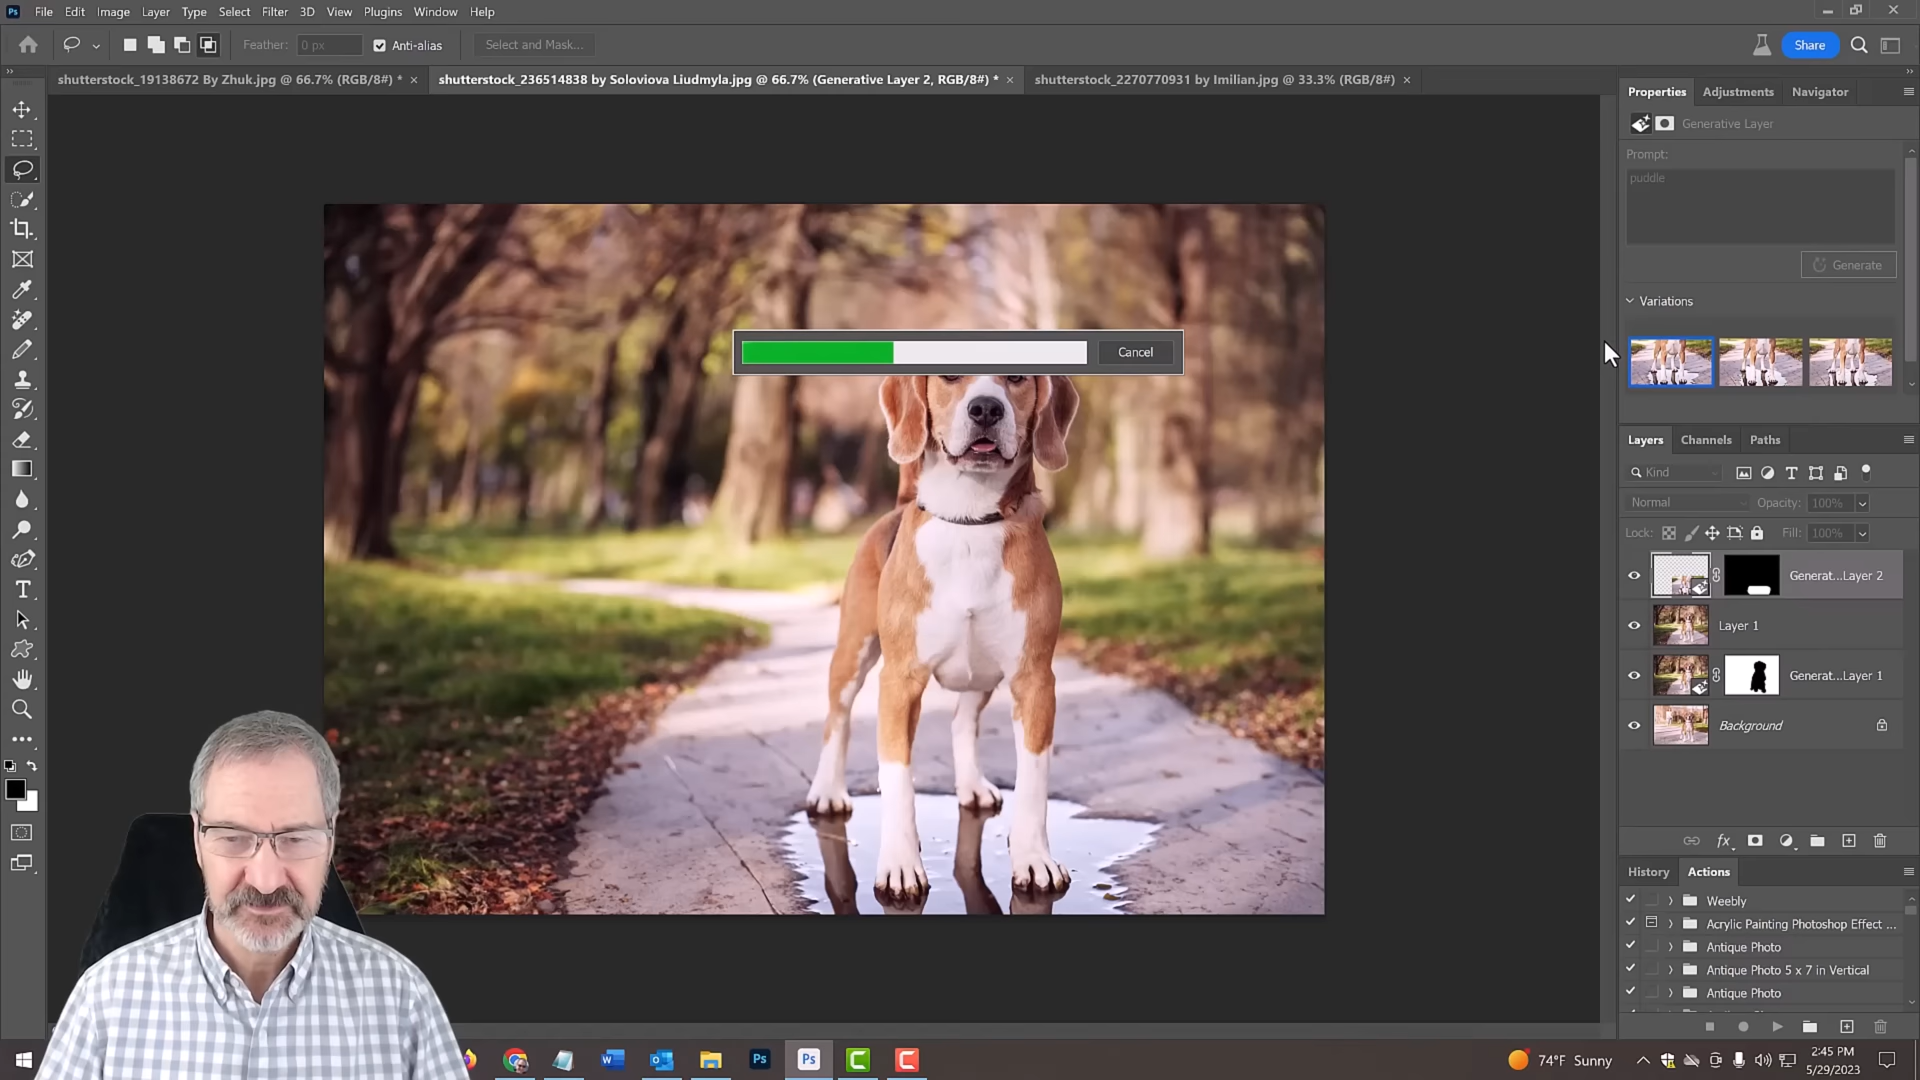 Ps File Edit Image Layer Type Select Filter 3D View Plugins Window Help
Feather: 0 px Anti-alias Select and Mask... Share
shutterstock_19138672 By Zhuk.jpg @ 66.7% (RGB/8#) * × shutterstock_236514838 by Soloviova Liudmyla.jpg @ 66.7% (Generative Layer 2, RGB/8#) * × shutterstock_2270770931 by Imilian.jpg @ 33.3% (RGB/8#) ×
Properties Adjustments Navigator
Generative Layer
Prompt:
puddle
Generate
Variations
Cancel
Layers Channels Paths
Kind
Normal Opacity: 100%
Lock: Fill: 100%
Generat...Layer 2
Layer 1
Generat...Layer 1
Background
fx
History Actions
Weebly
Acrylic Painting Photoshop Effect ...
Antique Photo
Antique Photo 5 x 7 in Vertical
Antique Photo
Ps Ps 74°F Sunny 2:45 PM
5/29/2023